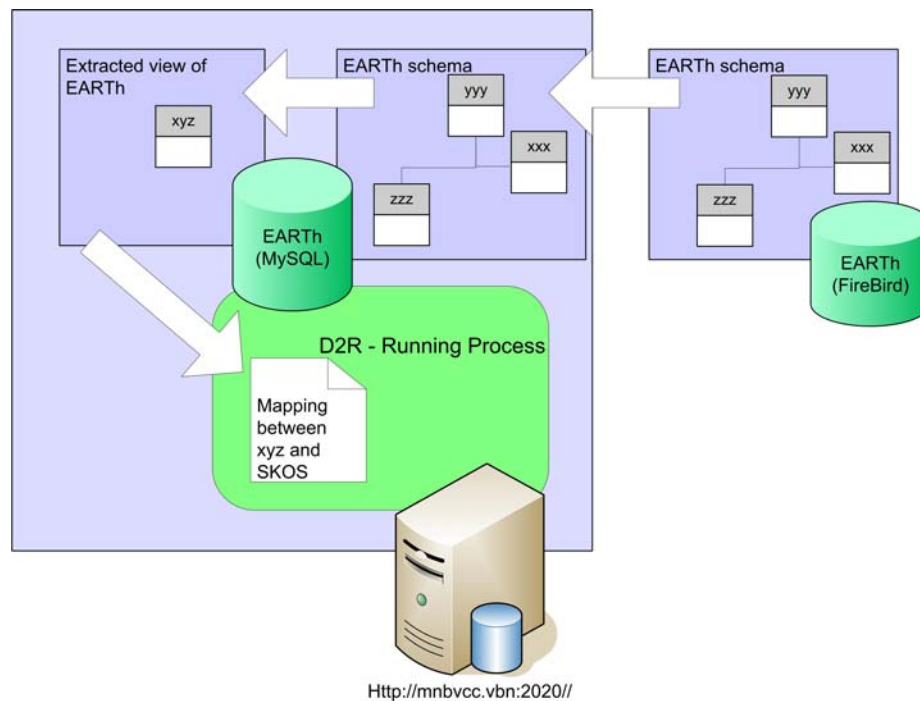 Extracted view of
EARTh
xyz
EARTh schema
yyy
xxx
zzz
EARTh
(MySQL)
EARTh schema
yyy
xxx
zzz
EARTh
(FireBird)
D2R - Running Process
Mapping
between
xyz and
SKOS
Http://mnbvcc.vbn:2020//